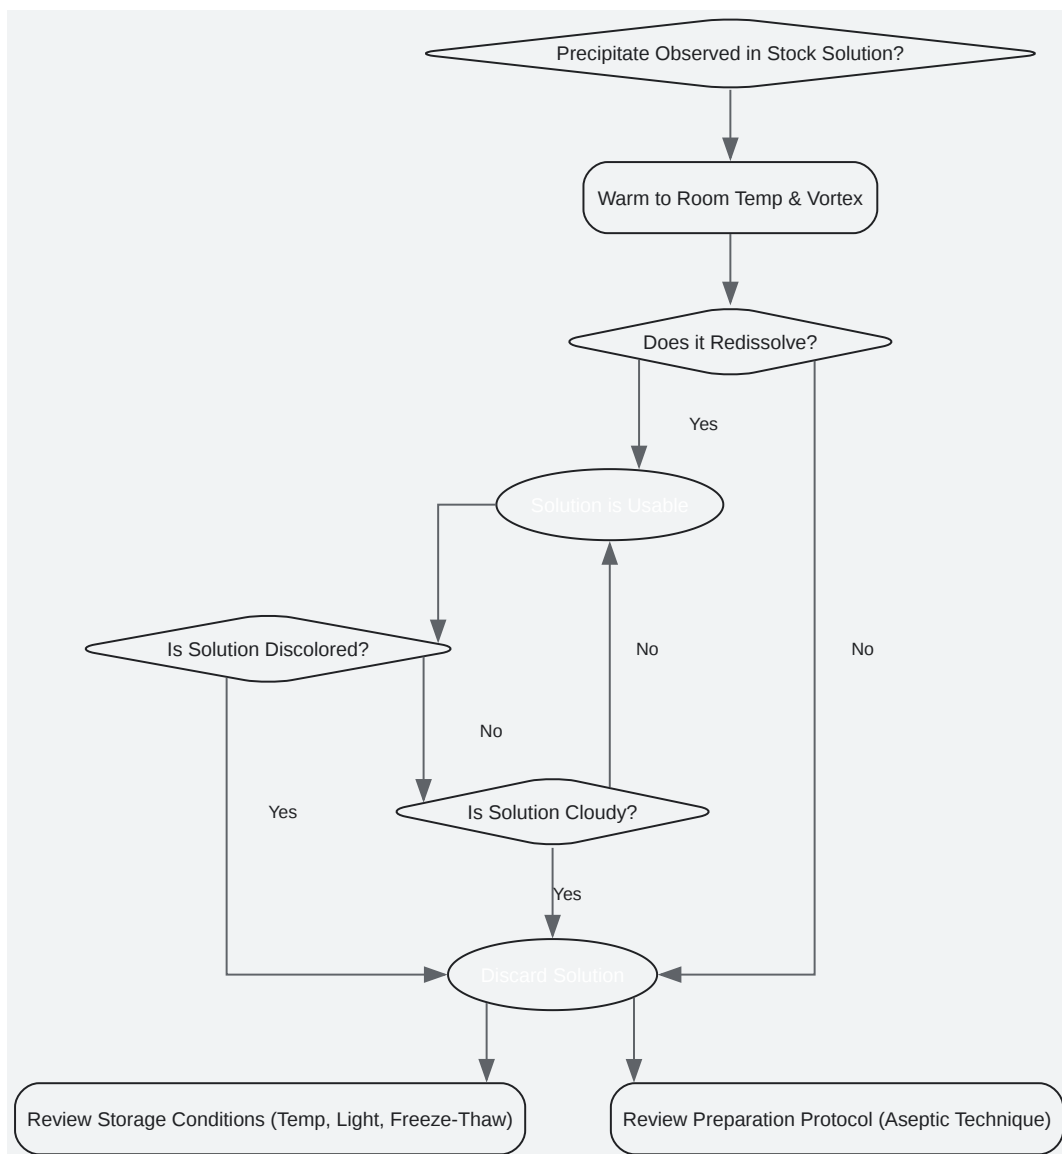 Precipitate Observed in Stock Solution?
Warm to Room Temp & Vortex
Does it Redissolve?
Yes
Solution is Usable
Is Solution Discolored?
No
No
No
Yes
Is Solution Cloudy?
Yes
Discard Solution
Review Storage Conditions (Temp, Light, Freeze-Thaw)
Review Preparation Protocol (Aseptic Technique)